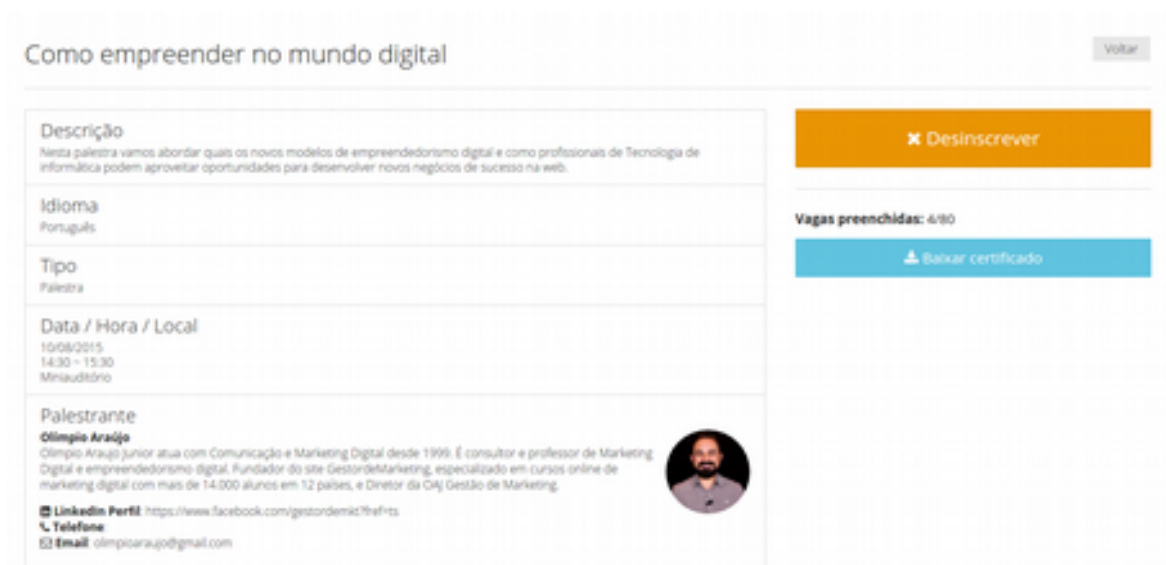 Como empreender no mundo digital
Voltar
Descrição
Nesta palestra vamos abordar quais os novos modelos de empreendedorismo digital e como profissionais de Tecnologia de
informática podem aproveitar oportunidades para desenvolver novos negócios de sucesso na web.
Idioma
Português
Tipo
Palestra
Data / Hora / Local
10/08/2015
14:30 ~ 15:30
Miniauditório
Palestrante
Olimpio Araújo
Olimpio Araujo Junior atua com Comunicação e Marketing Digital desde 1999. É consultor e professor de Marketing
Digital e empreendedorismo digital. Fundador do site GestordeMarketing, especializado em cursos online de
marketing digital com mais de 14.000 alunos em 12 países, e Diretor da OAJ Gestão de Marketing.
LinkedIn Perfil: https://www.facebook.com/gestordemkt?fref=ts
Telefone:
Email: olimpioaraujo@gmail.com
Desinscrever
Vagas preenchidas: 4/80
Baixar certificado